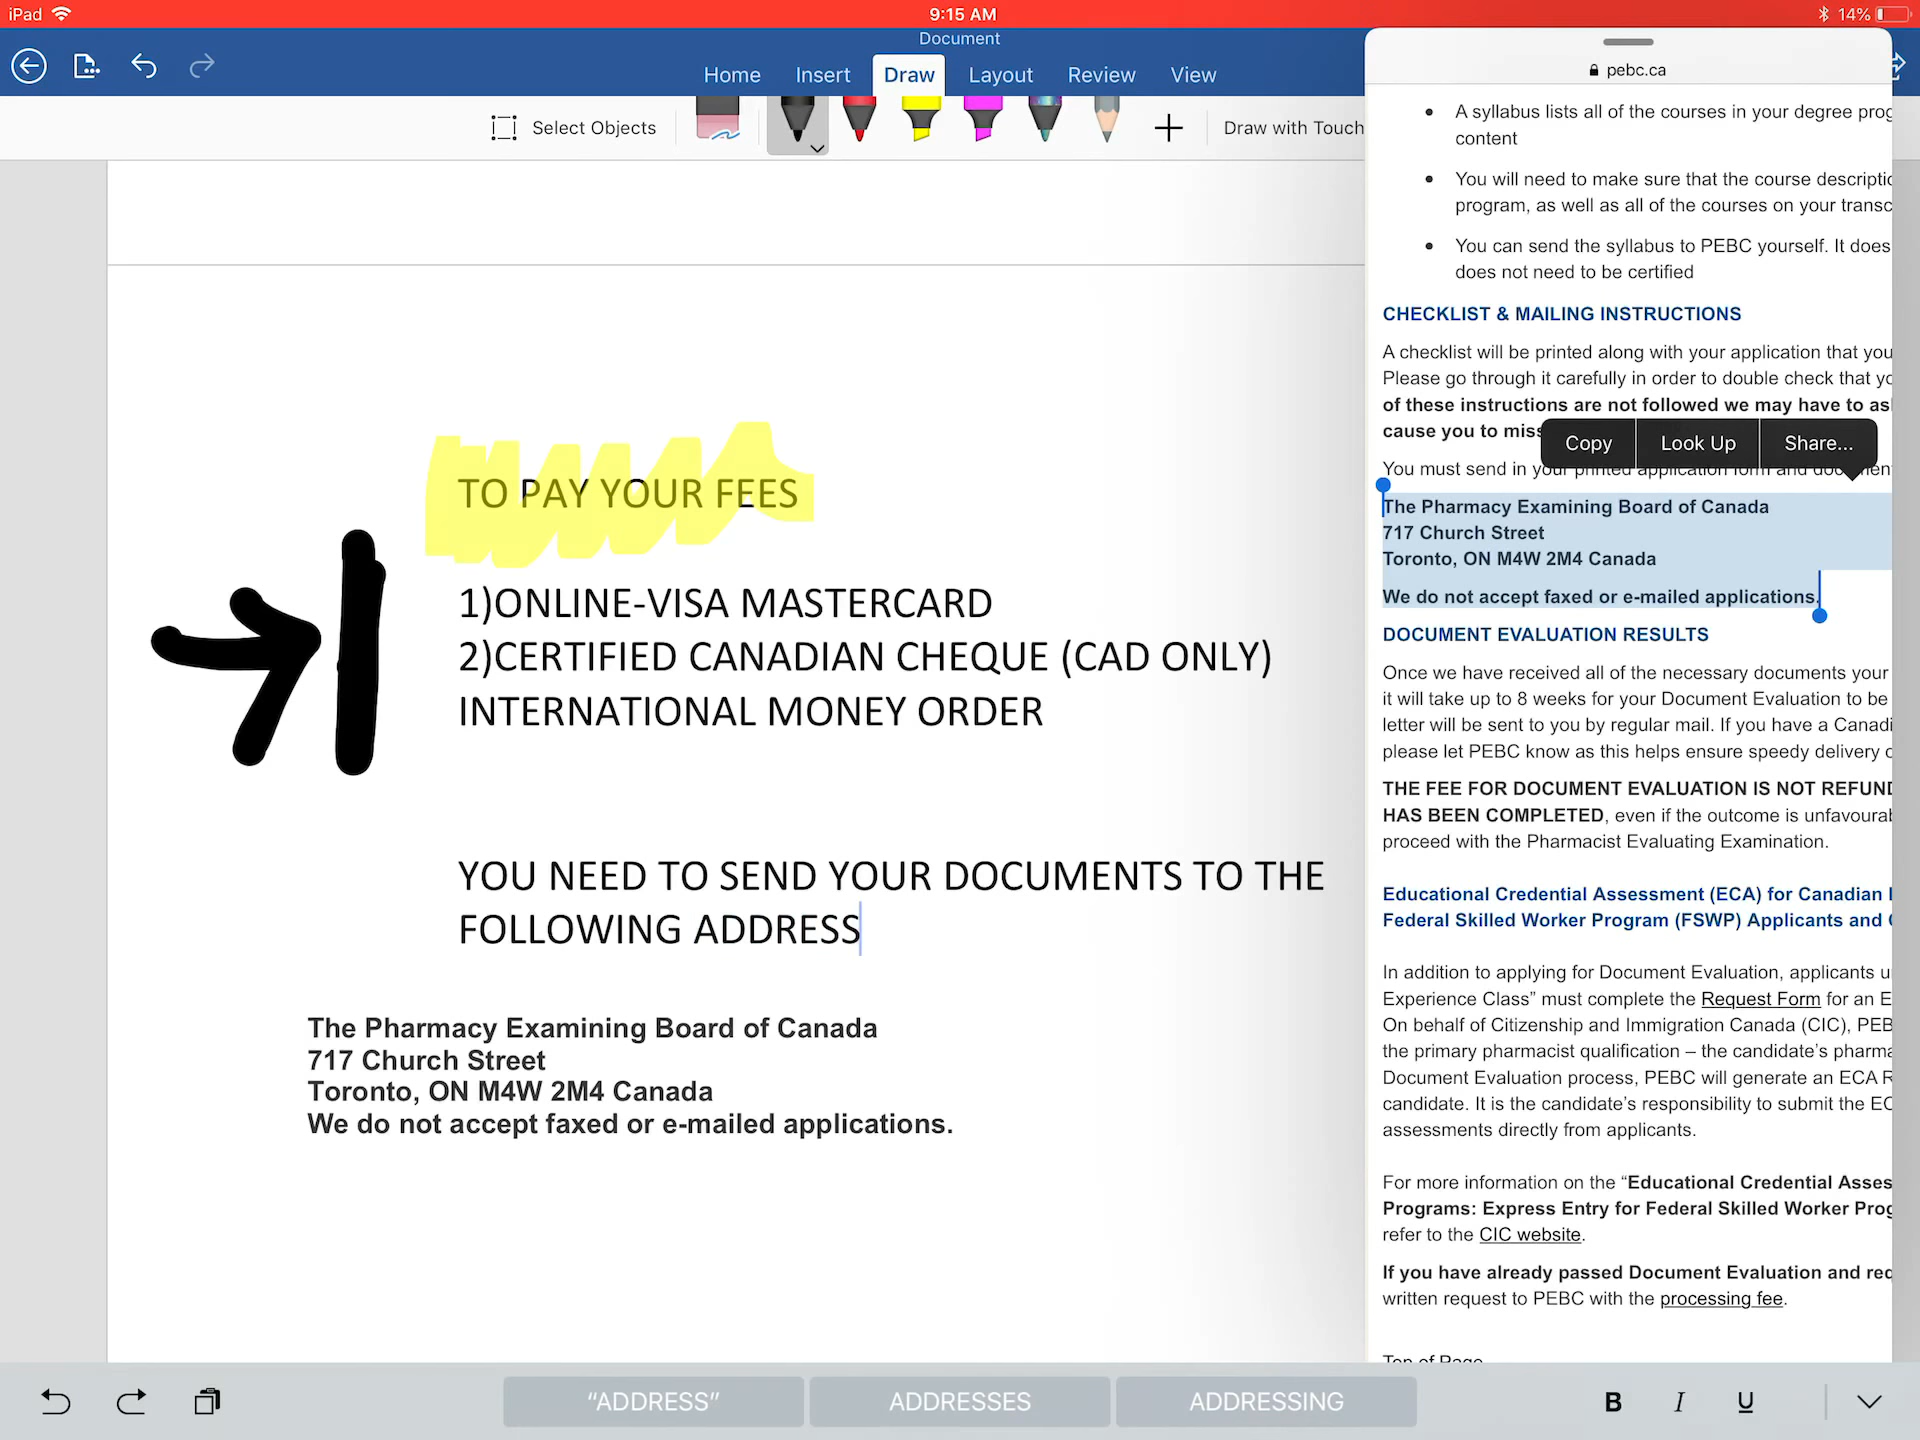 iPad
9:15 AM
14%
Document
Home Insert Draw Layout Review View
Select Objects
Draw with Touch
TO PAY YOUR FEES
1)ONLINE-VISA MASTERCARD
2)CERTIFIED CANADIAN CHEQUE (CAD ONLY)
INTERNATIONAL MONEY ORDER
YOU NEED TO SEND YOUR DOCUMENTS TO THE
FOLLOWING ADDRESS
The Pharmacy Examining Board of Canada
717 Church Street
Toronto, ON M4W 2M4 Canada
We do not accept faxed or e-mailed applications.
pebc.ca
A syllabus lists all of the courses in your degree
content
You will need to make sure that the course
program, as well as all of the courses on your
You can send the syllabus to PEBC yourself. It does
does not need to be certified
CHECKLIST & MAILING INSTRUCTIONS
A checklist will be printed along with your application that you
Please go through it carefully in order to double check that
of these instructions are not followed we may have to
cause you to
Copy Look Up Share...
You must send in your printed application form and
The Pharmacy Examining Board of Canada
717 Church Street
Toronto, ON M4W 2M4 Canada
We do not accept faxed or e-mailed applications.
DOCUMENT EVALUATION RESULTS
Once we have received all of the necessary documents your
it will take up to 8 weeks for your Document Evaluation to be
letter will be sent to you by regular mail. If you have a
please let PEBC know as this helps ensure speedy delivery
THE FEE FOR DOCUMENT EVALUATION IS NOT
HAS BEEN COMPLETED, even if the outcome is
proceed with the Pharmacist Evaluating Examination.
Educational Credential Assessment (ECA) for Canadian
Federal Skilled Worker Program (FSWP) Applicants and
In addition to applying for Document Evaluation, applicants
Experience Class” must complete the Request Form for an
On behalf of Citizenship and Immigration Canada (CIC),
the primary pharmacist qualification – the candidate’s
Document Evaluation process, PEBC will generate an ECA
candidate. It is the candidate’s responsibility to submit the
assessments directly from applicants.
For more information on the “Educational Credential
Programs: Express Entry for Federal Skilled Worker
refer to the CIC website.
If you have already passed Document Evaluation and
written request to PEBC with the processing fee.
Top of Page
“ADDRESS” ADDRESSES ADDRESSING
B I U